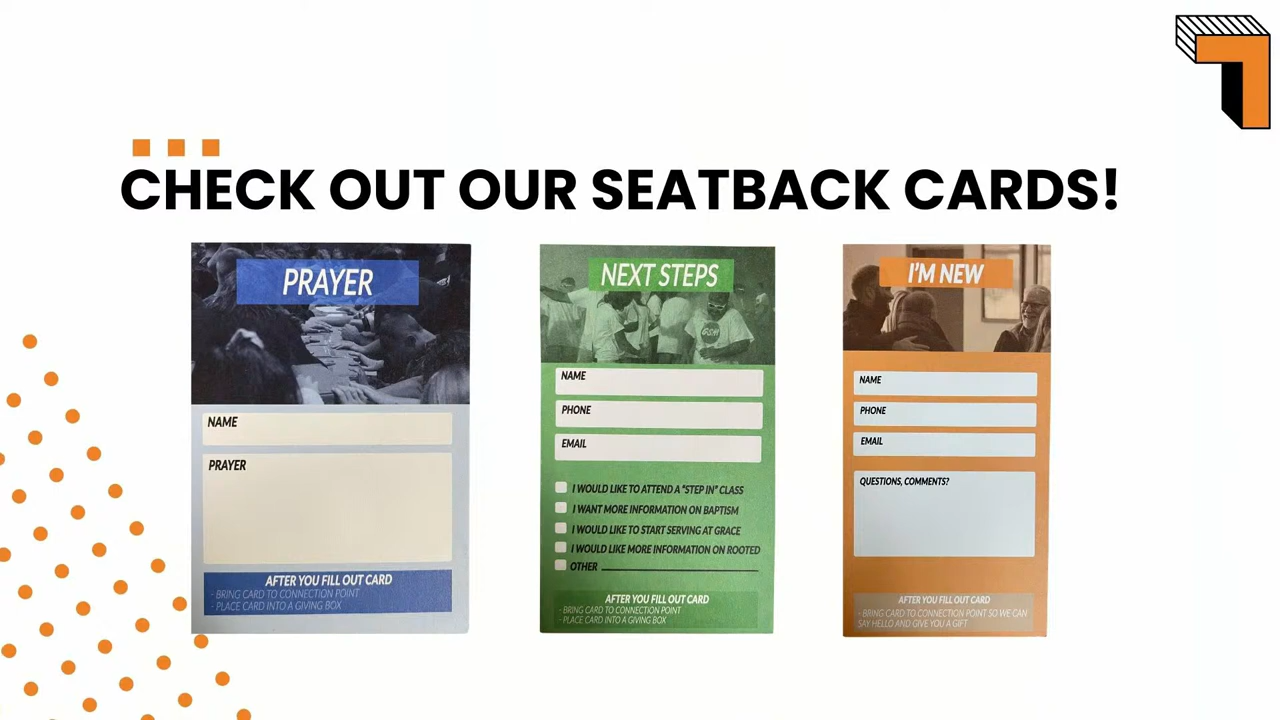 CHECK OUT OUR SEATBACK CARDS!
PRAYER
NAME
PRAYER
AFTER YOU FILL OUT CARD
- BRING CARD TO CONNECTION POINT
- PLACE CARD INTO A GIVING BOX
NEXT STEPS
GSM
NAME
PHONE
EMAIL
I WOULD LIKE TO ATTEND A "STEP IN" CLASS
I WANT MORE INFORMATION ON BAPTISM
I WOULD LIKE TO START SERVING AT GRACE
I WOULD LIKE MORE INFORMATION ON ROOTED
OTHER
AFTER YOU FILL OUT CARD
- BRING CARD TO CONNECTION POINT
- PLACE CARD INTO A GIVING BOX
I'M NEW
NAME
PHONE
EMAIL
QUESTIONS, COMMENTS?
AFTER YOU FILL OUT CARD
- BRING CARD TO CONNECTION POINT SO WE CAN
SAY HELLO AND GIVE YOU A GIFT